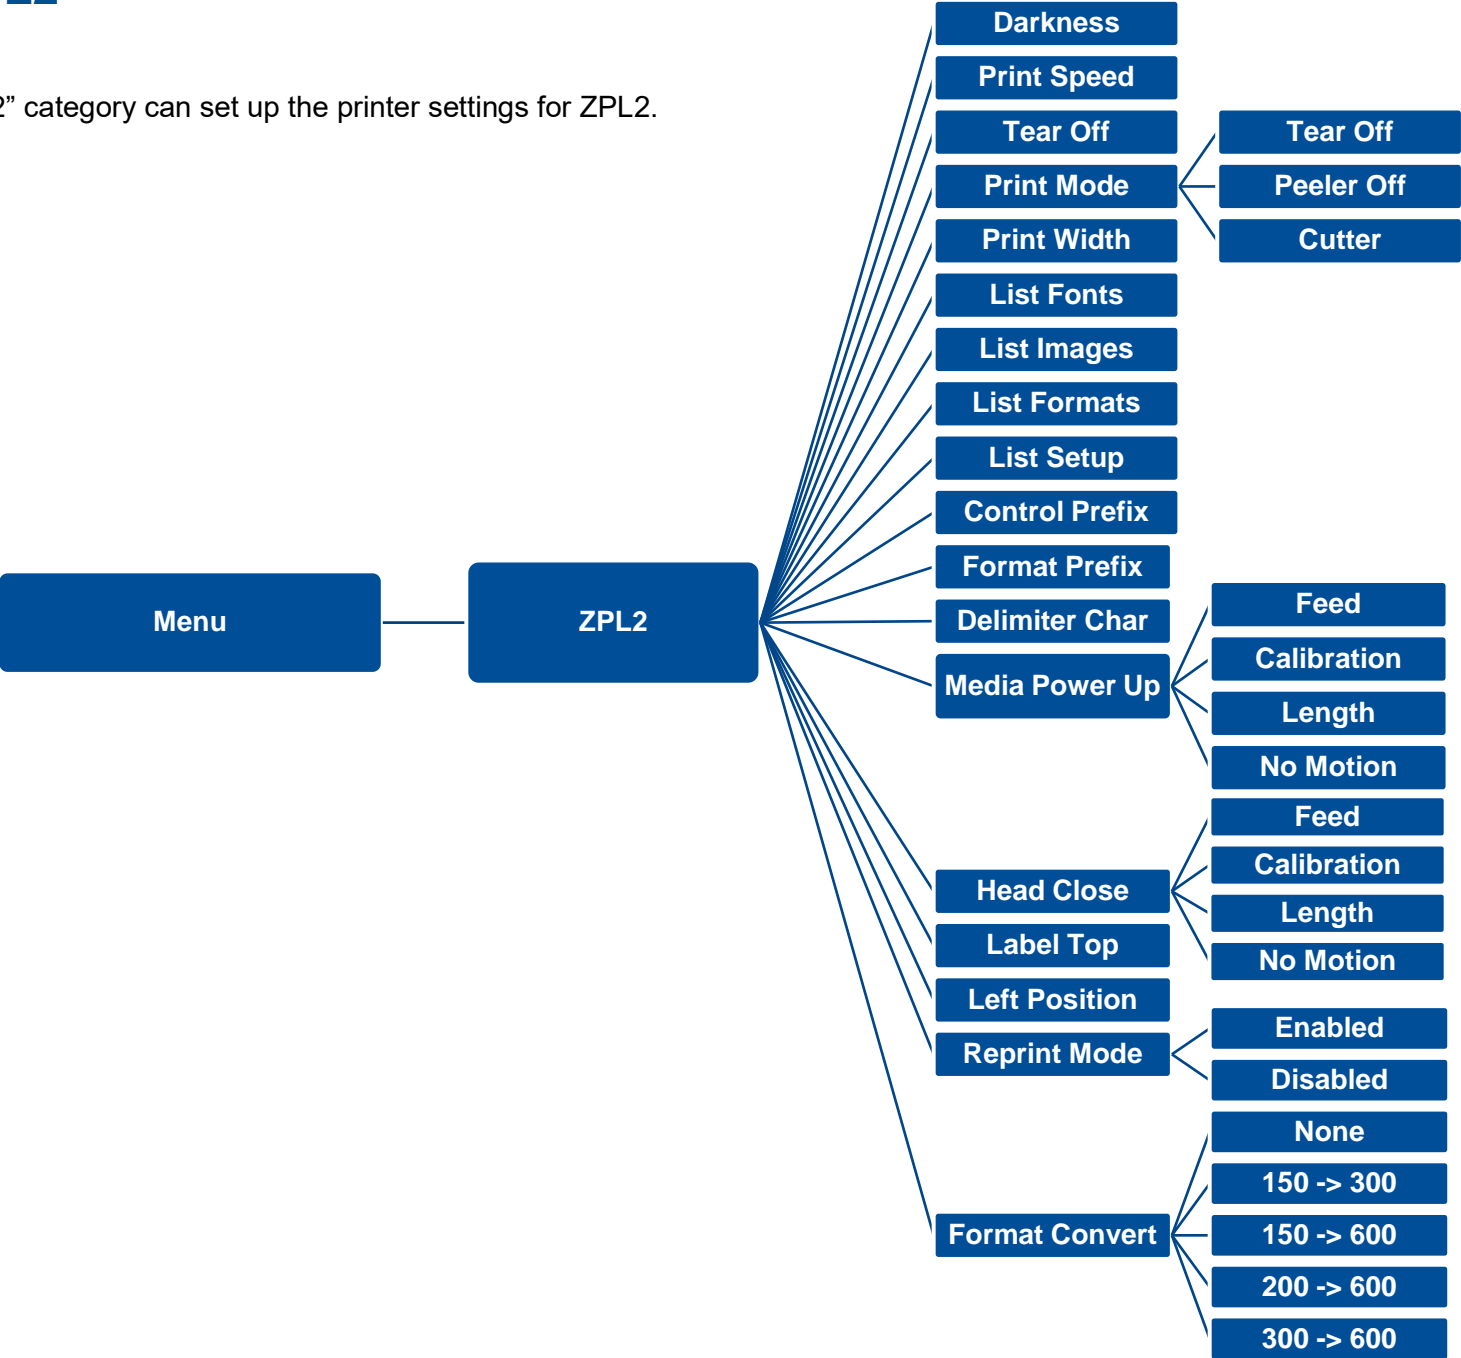 2” category can set up the printer settings for ZPL2.
Menu
ZPL2
Darkness
Print Speed
Tear Off
Print Mode
Tear Off
Peeler Off
Cutter
Print Width
List Fonts
List Images
List Formats
List Setup
Control Prefix
Format Prefix
Delimiter Char
Media Power Up
Feed
Calibration
Length
No Motion
Head Close
Feed
Calibration
Length
No Motion
Label Top
Left Position
Reprint Mode
Enabled
Disabled
Format Convert
None
150 -> 300
150 -> 600
200 -> 600
300 -> 600